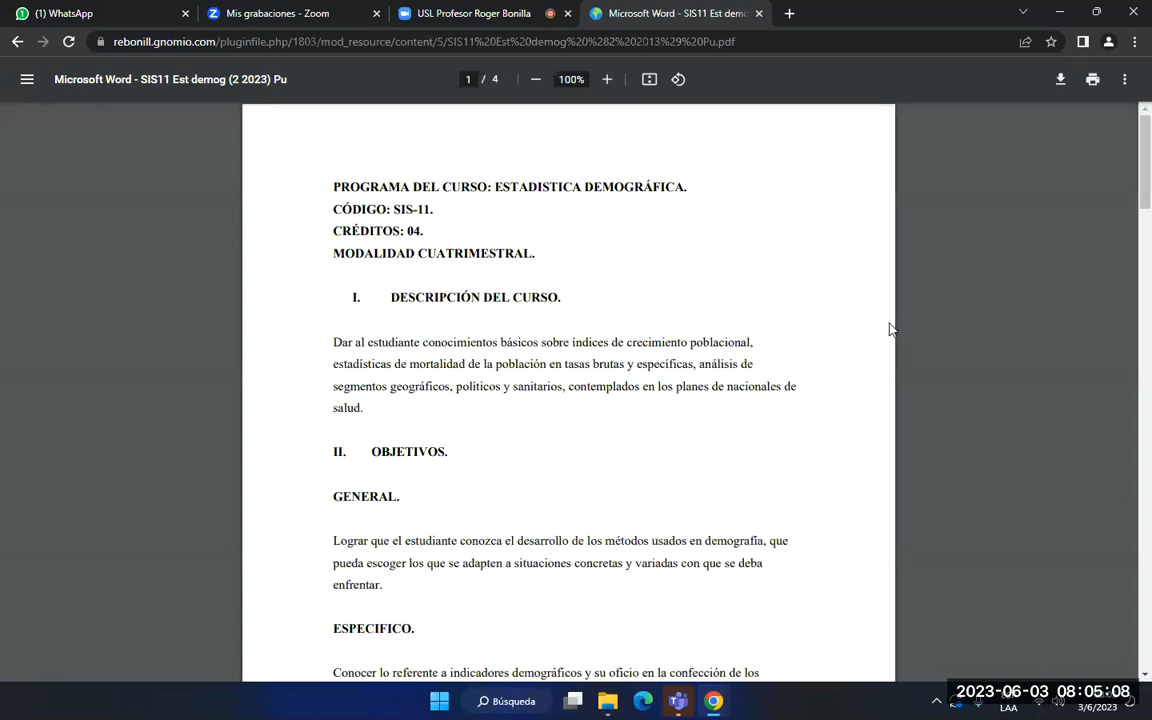 (1) WhatsApp
Mis grabaciones - Zoom
USL Profesor Roger Bonilla
Microsoft Word - SIS11 Est dem
rebonill.gnomio.com/pluginfile.php/1803/mod_resource/content/5/SIS11%20Est%20demog%20%282%202013%29%20Pu.pdf
Microsoft Word - SIS11 Est demog (2 2023) Pu
1 / 4
100%
PROGRAMA DEL CURSO: ESTADISTICA DEMOGRÁFICA.
CÓDIGO: SIS-11.
CRÉDITOS: 04.
MODALIDAD CUATRIMESTRAL.
I. DESCRIPCIÓN DEL CURSO.
Dar al estudiante conocimientos básicos sobre índices de crecimiento poblacional,
estadísticas de mortalidad de la población en tasas brutas y específicas, análisis de
segmentos geográficos, políticos y sanitarios, contemplados en los planes de nacionales de
salud.
II. OBJETIVOS.
GENERAL.
Lograr que el estudiante conozca el desarrollo de los métodos usados en demografía, que
pueda escoger los que se adapten a situaciones concretas y variadas con que se deba
enfrentar.
ESPECIFICO.
Conocer lo referente a indicadores demográficos y su oficio en la confección de los
Búsqueda
2023-06-03 08:05:08
LAA
3/6/2023